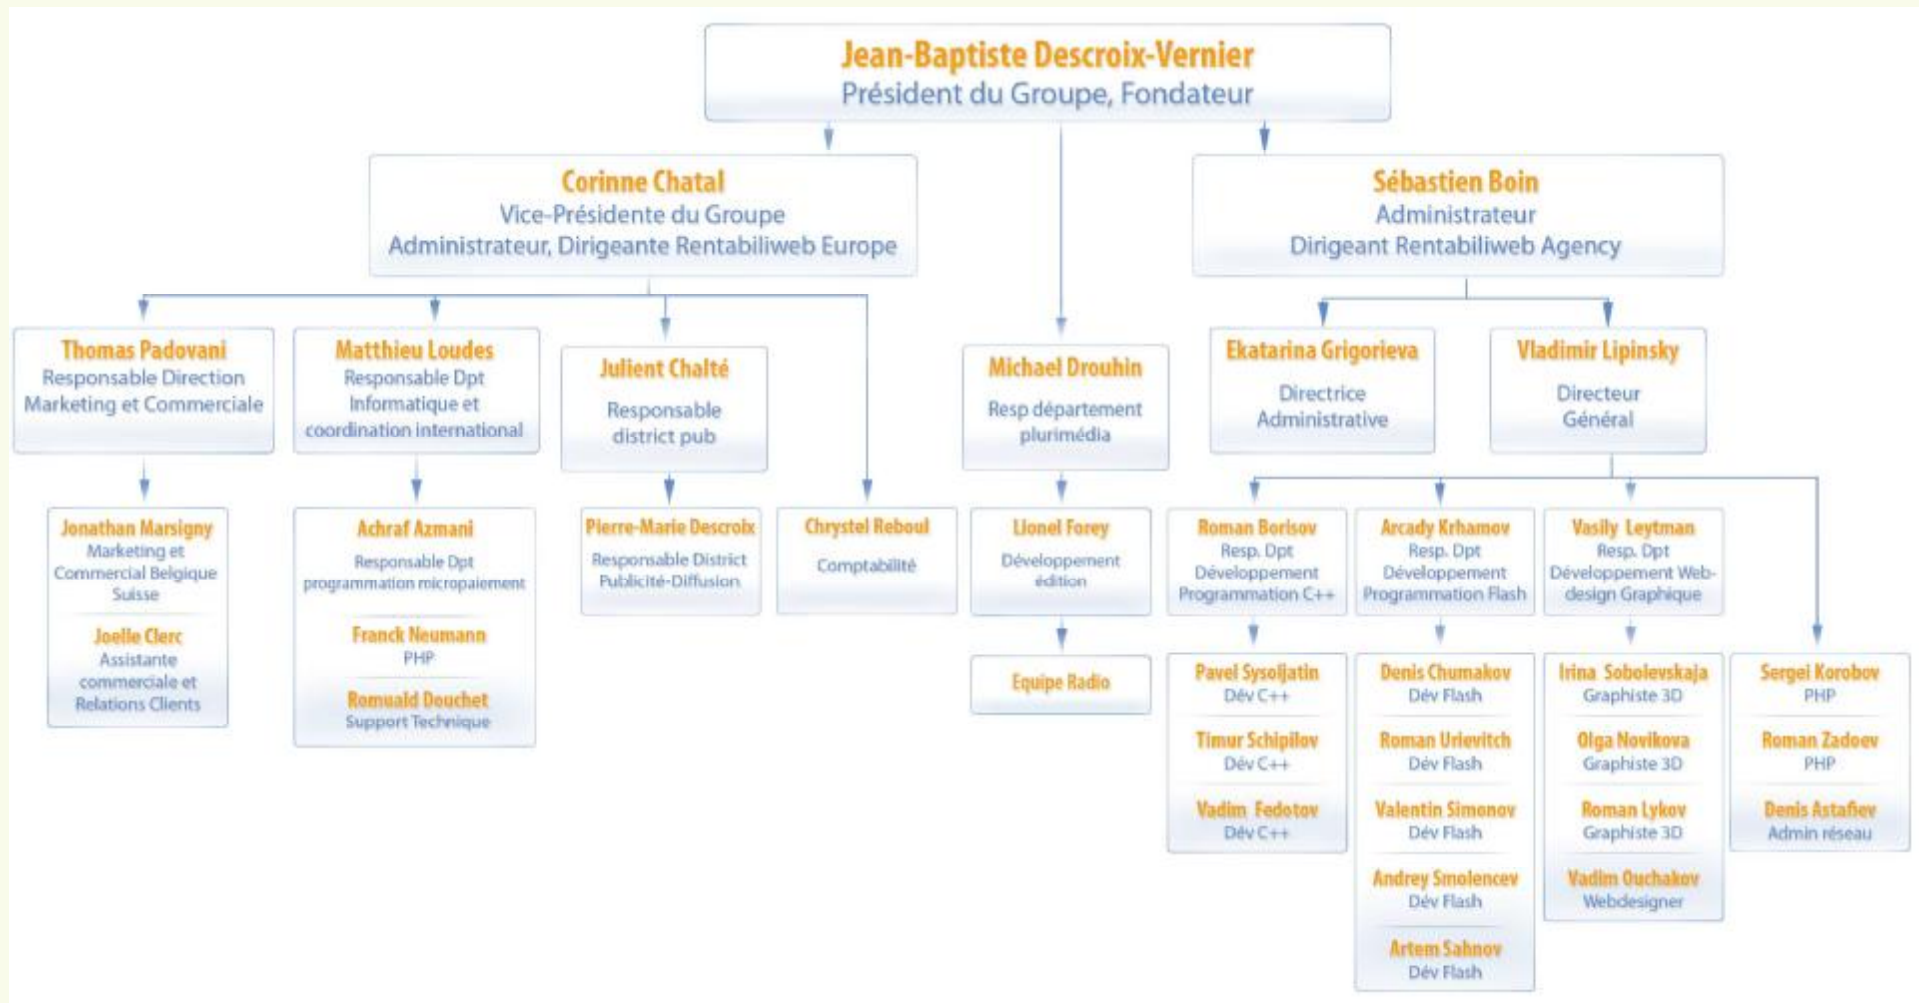 Jean-Baptiste Descroix-Vernier
Président du Groupe, Fondateur
Corinne Chatal
Vice-Présidente du Groupe
Administrateur, Dirigeante Rentabiliweb Europe
Sébastien Boin
Administrateur
Dirigeant Rentabiliweb Agency
Thomas Padovani
Responsable Direction
Marketing et Commerciale
Matthieu Loudes
Responsable Dpt
Informatique et
coordination international
Julient Chalté
Responsable
district pub
Michael Drouhin
Resp département
plurimédia
Ekatarina Grigorieva
Directrice
Administrative
Vladimir Lipinsky
Directeur
Général
Jonathan Marsigny
Marketing et
Commercial Belgique
Suisse
Joelle Clerc
Assistante
commerciale et
Relations Clients
Achraf Azmani
Responsable Dpt
programmation micropaiement
Franck Neumann
PHP
Romuald Douchet
Support Technique
Pierre-Marie Descroix
Responsable District
Publicité-Diffusion
Chrystel Reboul
Comptabilité
Lionel Forey
Développement
édition
Equipe Radio
Roman Borisov
Resp. Dpt
Développement
Programmation C++
Pavel Sysoljatin
Dév C++
Timur Schipilov
Dév C++
Vadim Fedotov
Dév C++
Arcady Krhamov
Resp. Dpt
Développement
Programmation Flash
Denis Chumakov
Dév Flash
Roman Urievitch
Dév Flash
Valentin Simonov
Dév Flash
Andrey Smolencev
Dév Flash
Artem Sahnov
Dév Flash
Vasily Leytman
Resp. Dpt
Développement Web-
design Graphique
Irina Sobolevskaja
Graphiste 3D
Olga Novikova
Graphiste 3D
Roman Lykov
Graphiste 3D
Vadim Ouchakov
Webdesigner
Sergei Korobov
PHP
Roman Zadoev
PHP
Denis Astafiev
Admin réseau